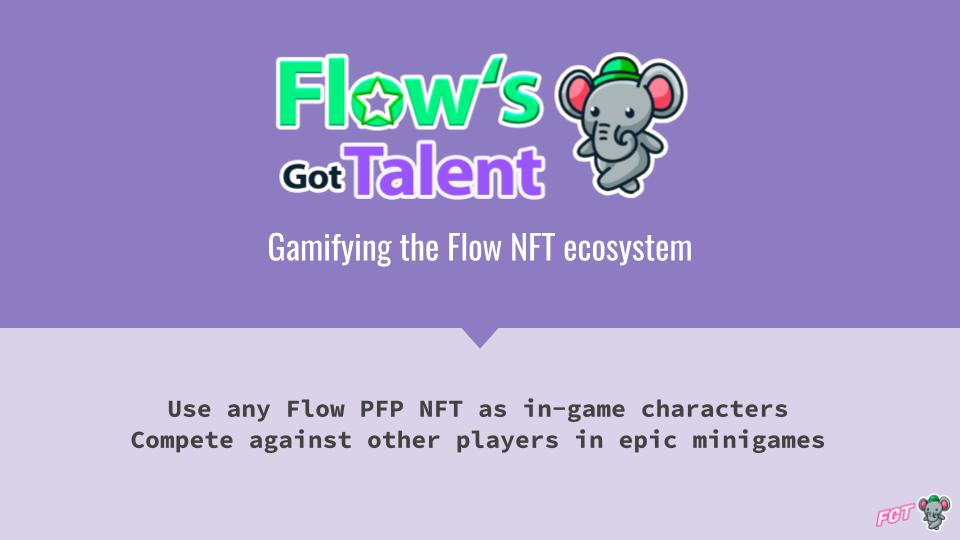 Flow's
Got Talent
Gamifying the Flow NFT ecosystem
Use any Flow PFP NFT as in-game characters
Compete against other players in epic minigames
FGT